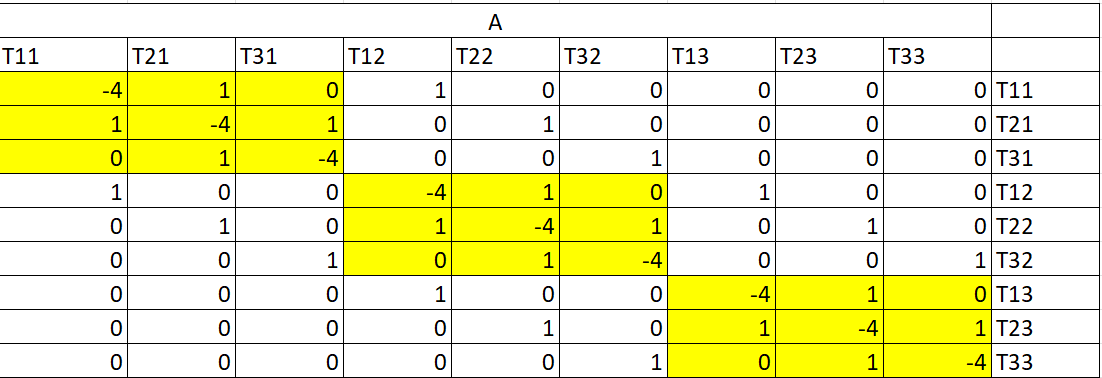 A
T11 T21 T31 T12 T22 T32 T13 T23 T33
-4 1 0 1 0 0 0 0 0 T11
1 -4 1 0 1 0 0 0 0 T21
0 1 -4 0 0 1 0 0 0 T31
1 0 0 -4 1 0 1 0 0 T12
0 1 0 1 -4 1 0 1 0 T22
0 0 1 0 1 -4 0 0 1 T32
0 0 0 1 0 0 -4 1 0 T13
0 0 0 0 1 0 1 -4 1 T23
0 0 0 0 0 1 0 1 -4 T33